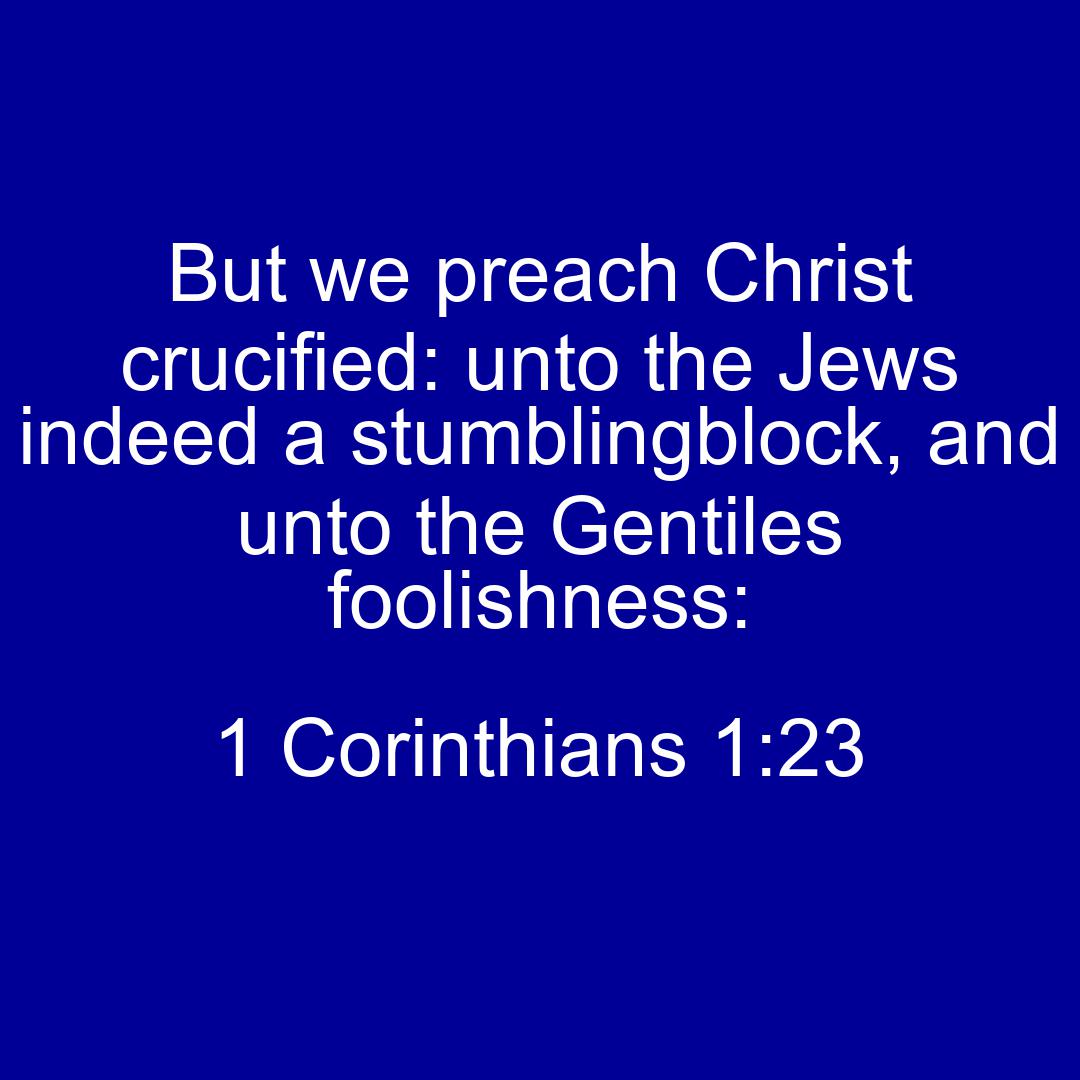 But we preach Christ
crucified: unto the Jews
indeed a stumblingblock, and
unto the Gentiles
foolishness:
1 Corinthians 1:23